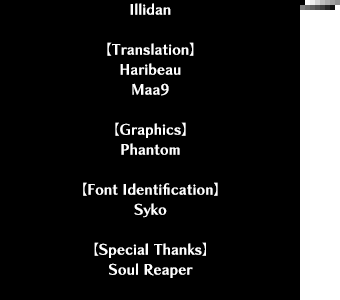 Illidan
【Translation】
Haribeau
Maa9
【Graphics】
Phantom
【Font Identification】
Syko
【Special Thanks】
Soul Reaper